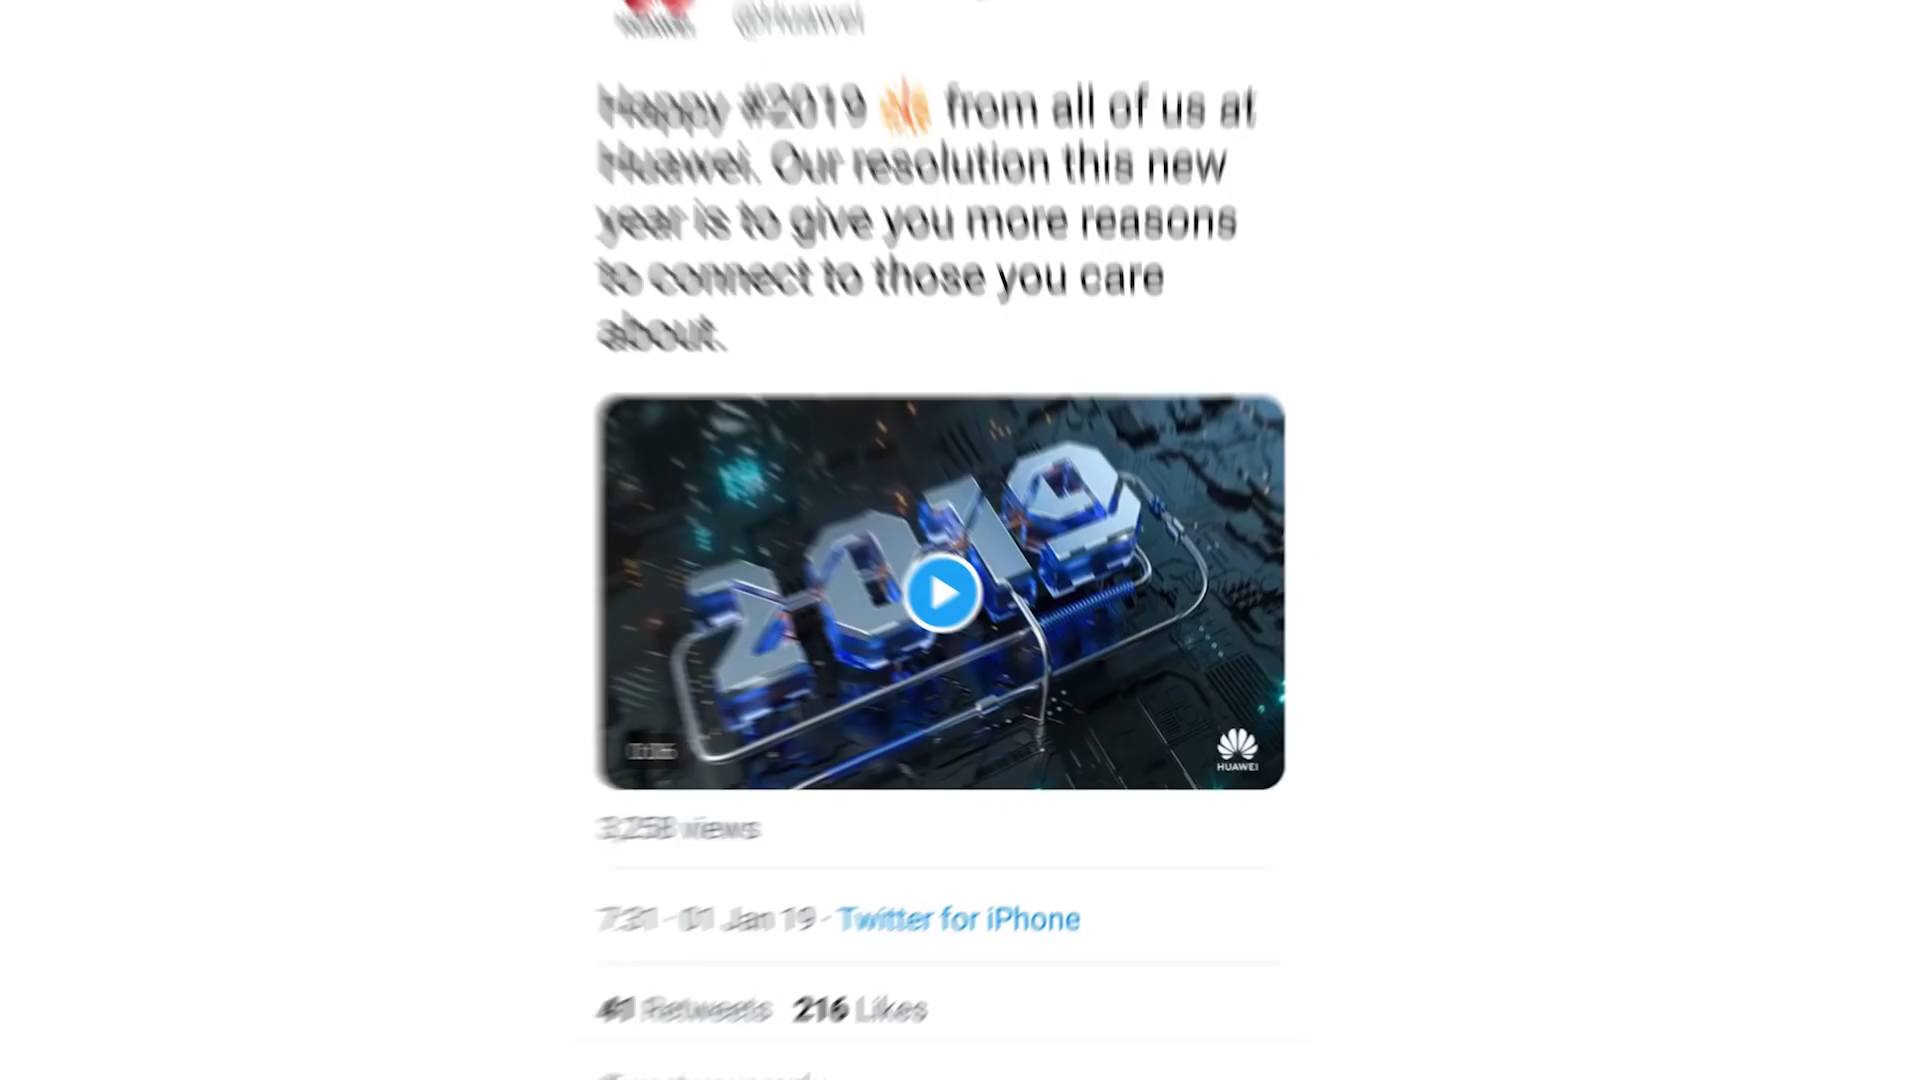 @Huawei
Happy #2019 from all of us at
Huawei. Our resolution this new
year is to give you more reasons
to connect to those you care
about.
2019
HUAWEI
3,258 views
7:31 · 01 Jan 19 · Twitter for iPhone
41 Retweets 216 Likes